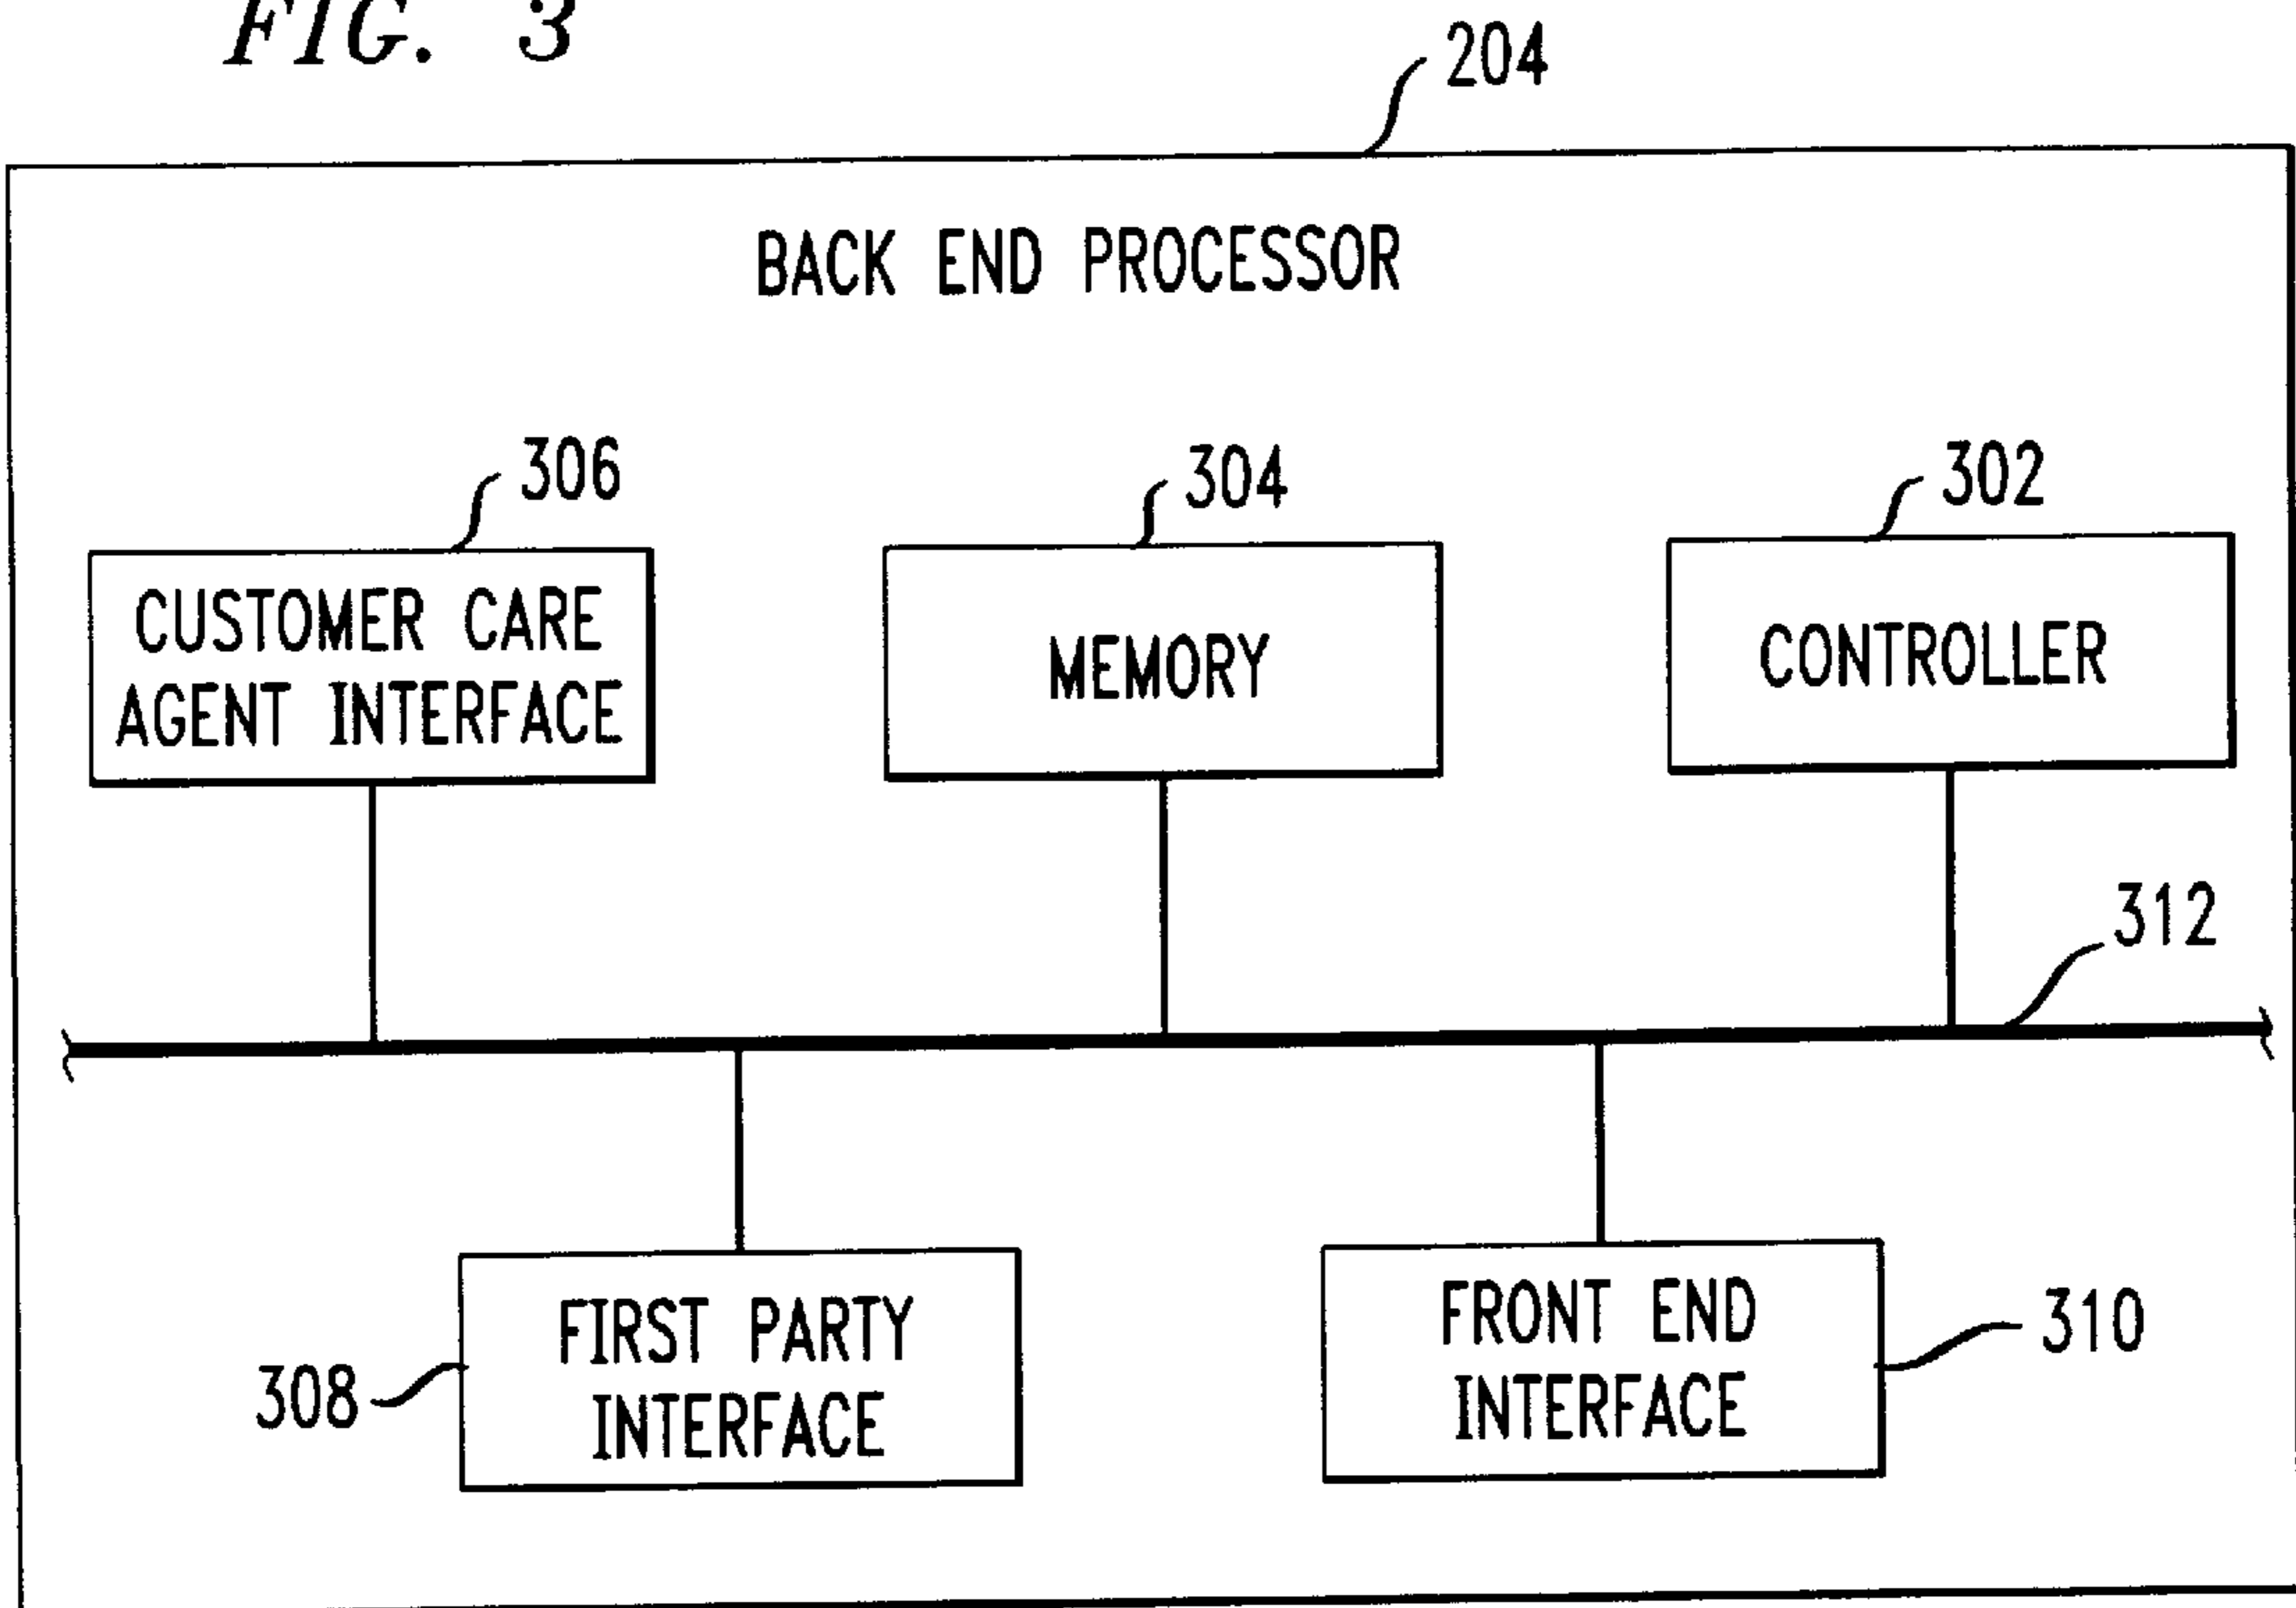 FIG. 3
204
BACK END PROCESSOR
306
304
302
CUSTOMER CARE
AGENT INTERFACE
MEMORY
CONTROLLER
312
FIRST PARTY
INTERFACE
308
FRONT END
INTERFACE
310